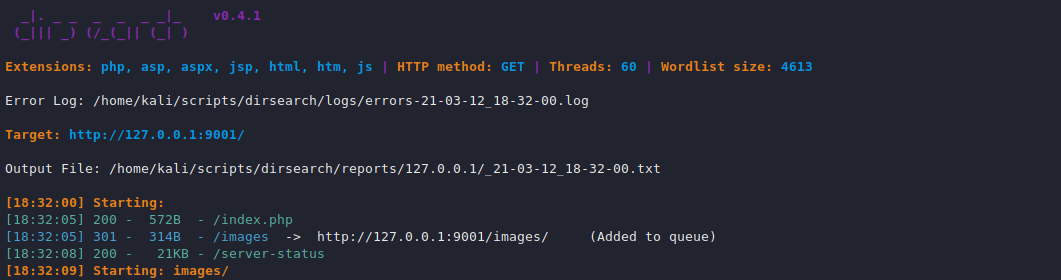 _|. _ _  _  _  _ _|_    v0.4.1
(_||| _) (/_(_|| (_| )
Extensions: php, asp, aspx, jsp, html, htm, js | HTTP method: GET | Threads: 60 | Wordlist size: 4613
Error Log: /home/kali/scripts/dirsearch/logs/errors-21-03-12_18-32-00.log
Target: http://127.0.0.1:9001/
Output File: /home/kali/scripts/dirsearch/reports/127.0.0.1/_21-03-12_18-32-00.txt
[18:32:00] Starting:
[18:32:05] 200 -  572B  - /index.php
[18:32:05] 301 -  314B  - /images  ->  http://127.0.0.1:9001/images/     (Added to queue)
[18:32:08] 200 -   21KB - /server-status
[18:32:09] Starting: images/